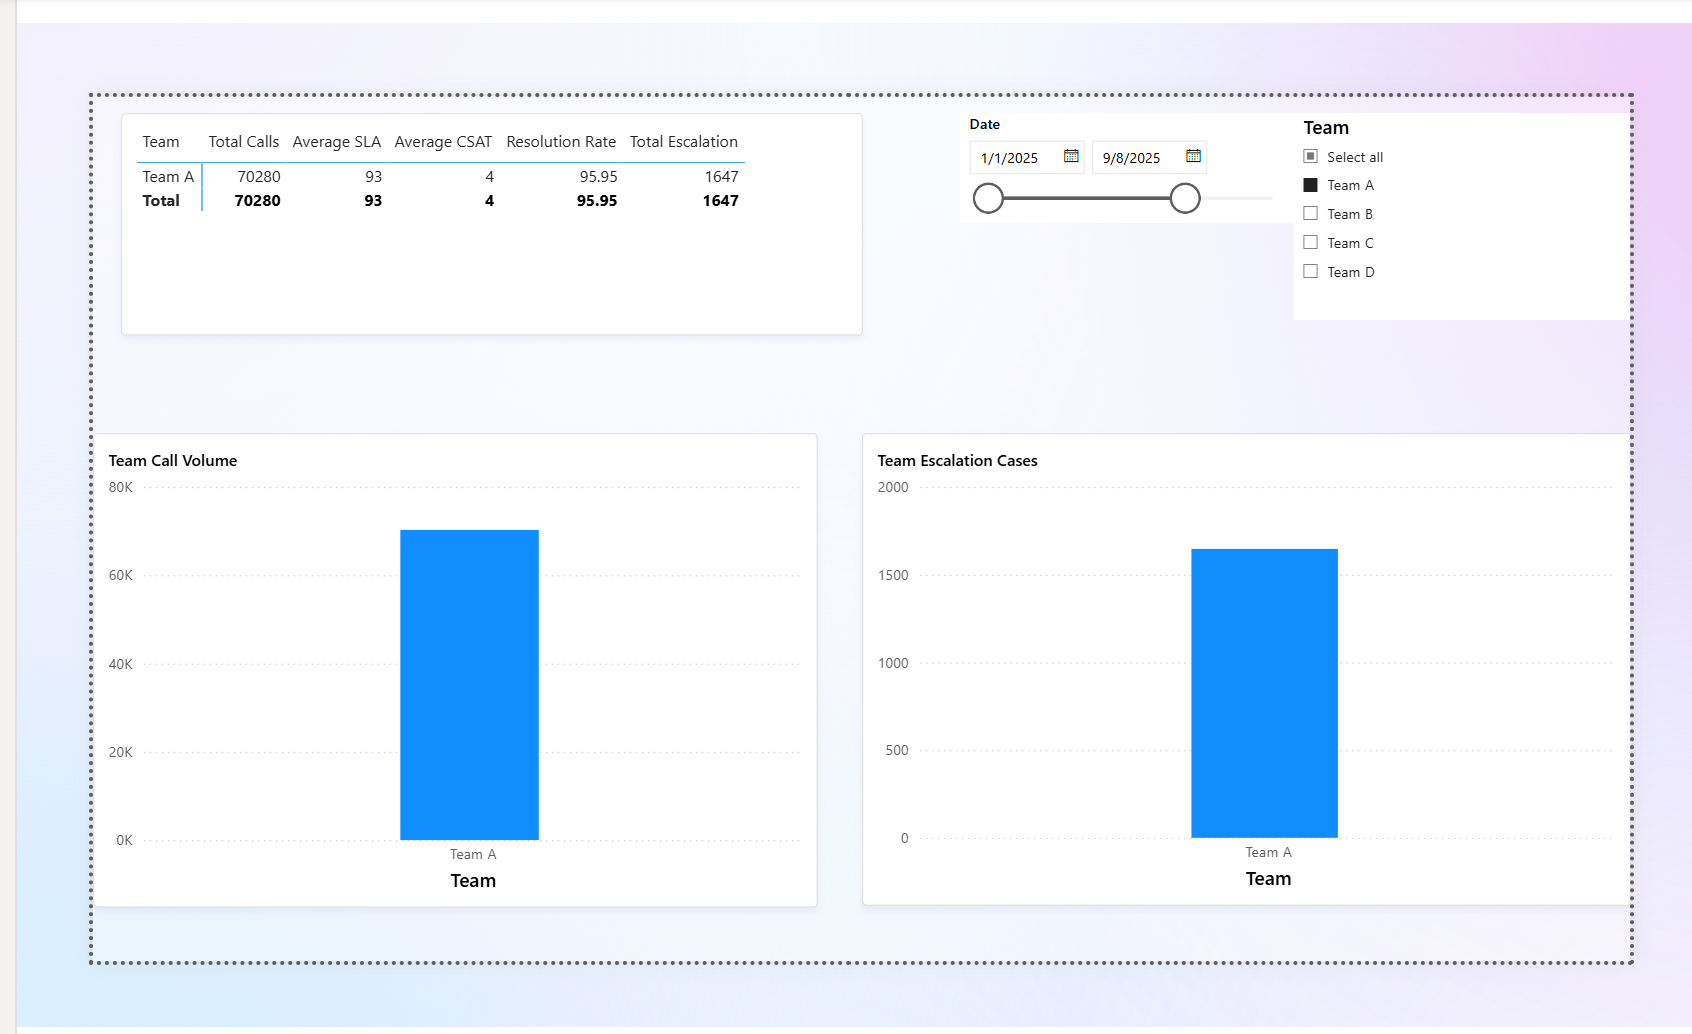 Team Total Calls Average SLA Average CSAT Resolution Rate Total Escalation
Team A 70280 93 4 95.95 1647
Total 70280 93 4 95.95 1647
Date
1/1/2025 9/8/2025
Team
Select all
Team A
Team B
Team C
Team D
Team Call Volume
80K
60K
40K
20K
0K
Team A
Team
Team Escalation Cases
2000
1500
1000
500
0
Team A
Team